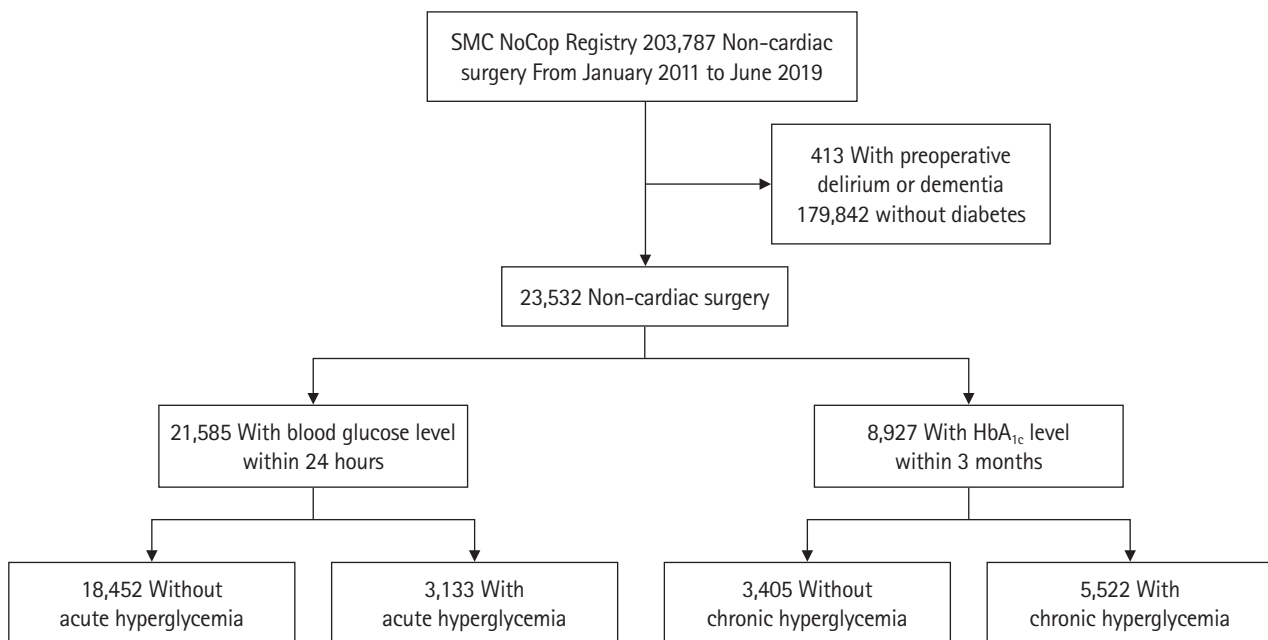 SMC NoCop Registry 203,787 Non-cardiac
surgery From January 2011 to June 2019
413 With preoperative
delirium or dementia
179,842 without diabetes
23,532 Non-cardiac surgery
21,585 With blood glucose level
within 24 hours
8,927 With HbA1c level
within 3 months
18,452 Without
acute hyperglycemia
3,133 With
acute hyperglycemia
3,405 Without
chronic hyperglycemia
5,522 With
chronic hyperglycemia